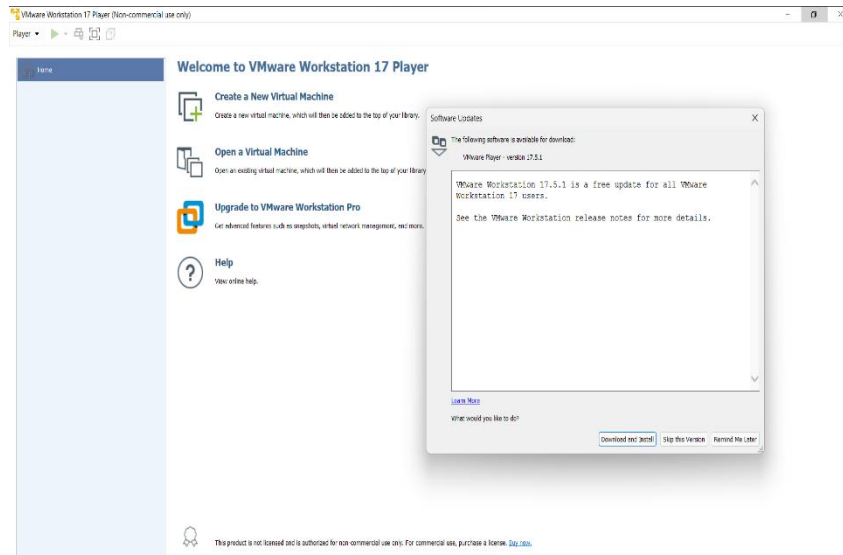 VMware Workstation 17 Player (Non-commercial use only)
Player
Home
Welcome to VMware Workstation 17 Player
Create a New Virtual Machine
Create a new virtual machine, which will then be added to the top of your library.
Open a Virtual Machine
Open an existing virtual machine, which will then be added to the top of your library
Upgrade to VMware Workstation Pro
Get advanced features such as snapshots, virtual network management, and more.
Help
View online help.
This product is not licensed and is authorized for non-commercial use only. For commercial use, purchase a license. Buy now.
Software Updates
The following software is available for download:
VMware Player - version 17.5.1
VMware Workstation 17.5.1 is a free update for all VMware
Workstation 17 users.
See the VMware Workstation release notes for more details.
Learn More
What would you like to do?
Download and Install
Skip this Version
Remind Me Later